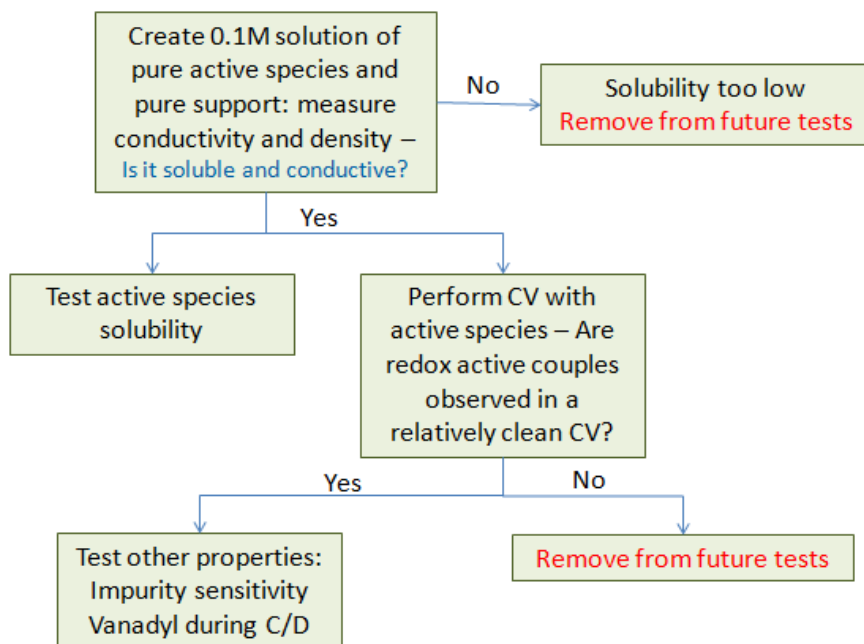 Create 0.1M solution of
pure active species and
pure support: measure
conductivity and density –
Is it soluble and conductive?
No
Solubility too low
Remove from future tests
Yes
Test active species
solubility
Perform CV with
active species – Are
redox active couples
observed in a
relatively clean CV?
Yes
No
Test other properties:
Impurity sensitivity
Vanadyl during C/D
Remove from future tests